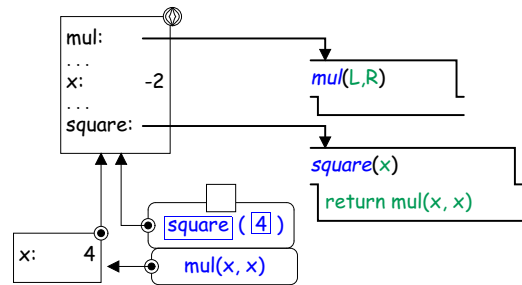 mul:
...
x: -2
...
square:
mul(L,R)
square(x)
return mul(x, x)
square ( 4 )
mul(x, x)
x: 4